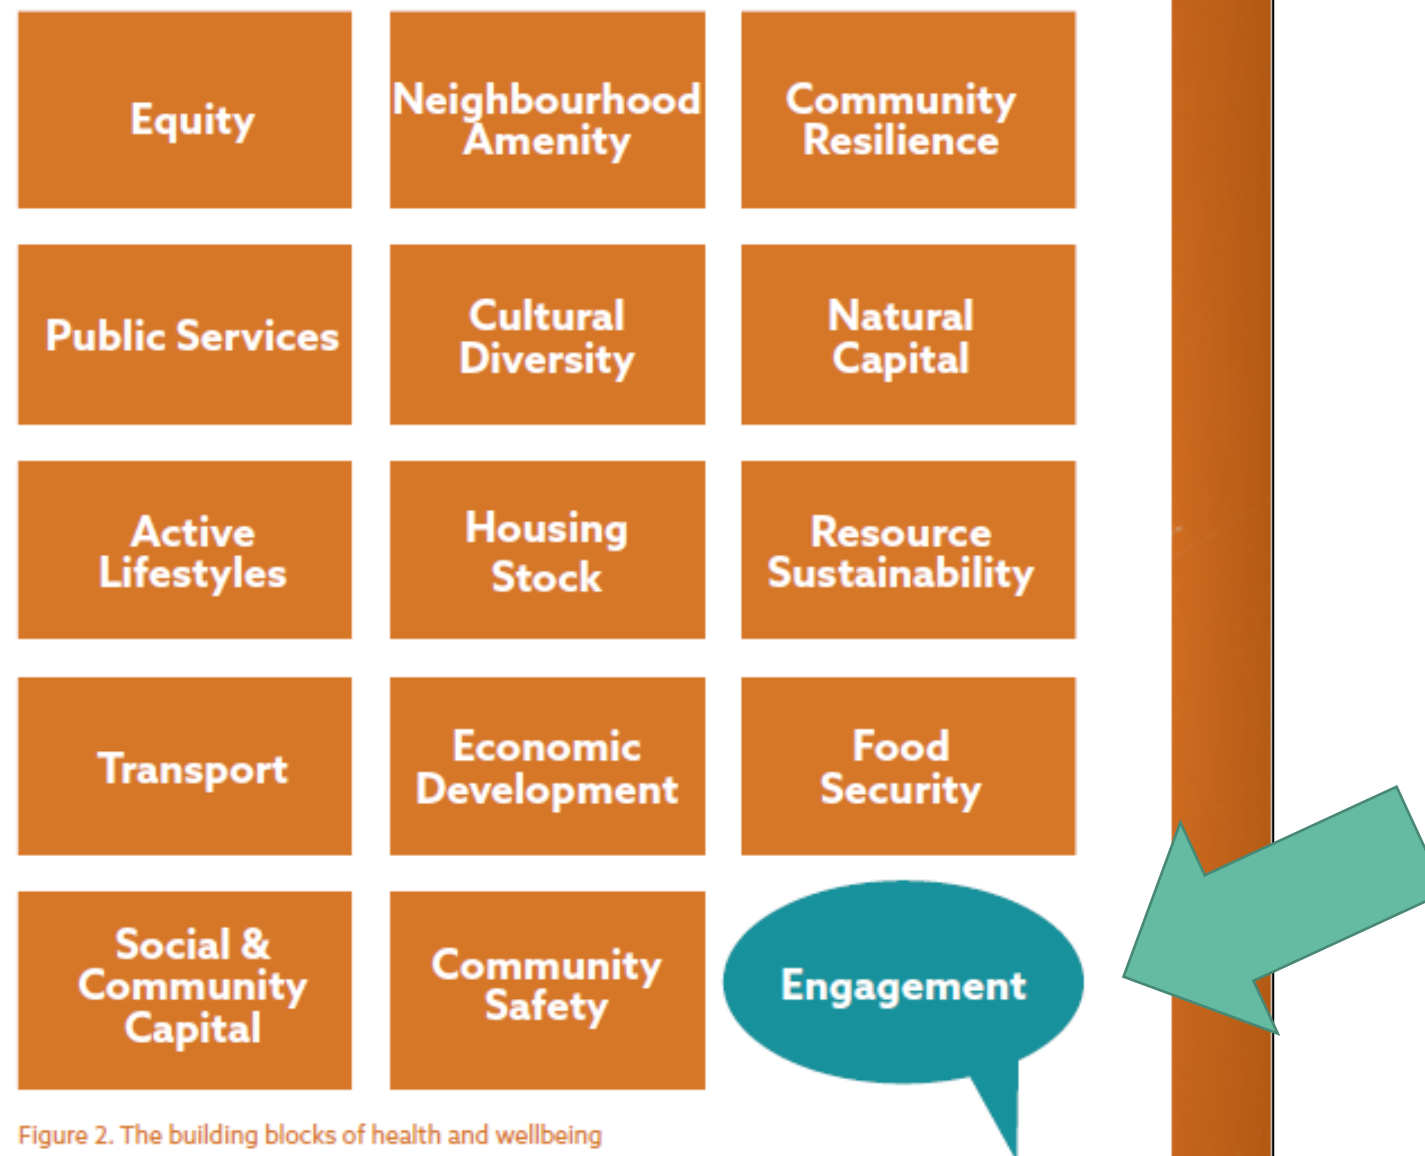 Equity
Neighbourhood
Amenity
Community
Resilience
Public Services
Cultural
Diversity
Natural
Capital
Active
Lifestyles
Housing
Stock
Resource
Sustainability
Transport
Economic
Development
Food
Security
Social &
Community
Capital
Community
Safety
Engagement
Figure 2. The building blocks of health and wellbeing